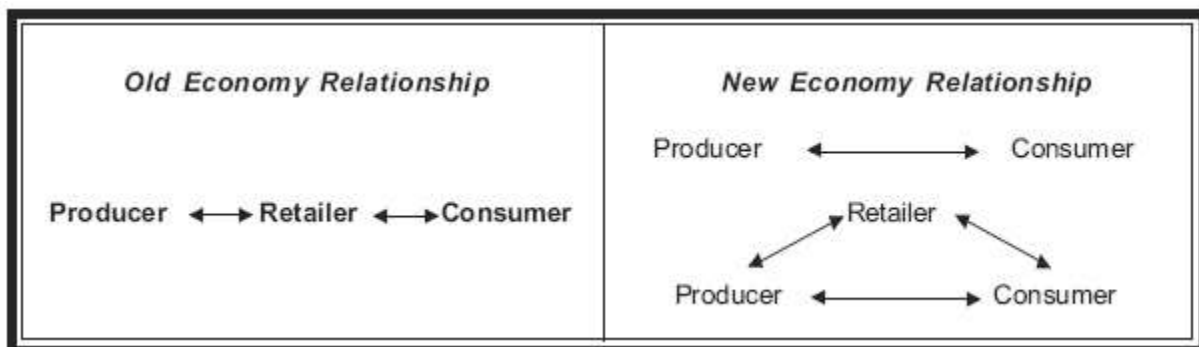 Old Economy Relationship
Producer Retailer Consumer
New Economy Relationship
Producer Consumer
Retailer
Producer Consumer